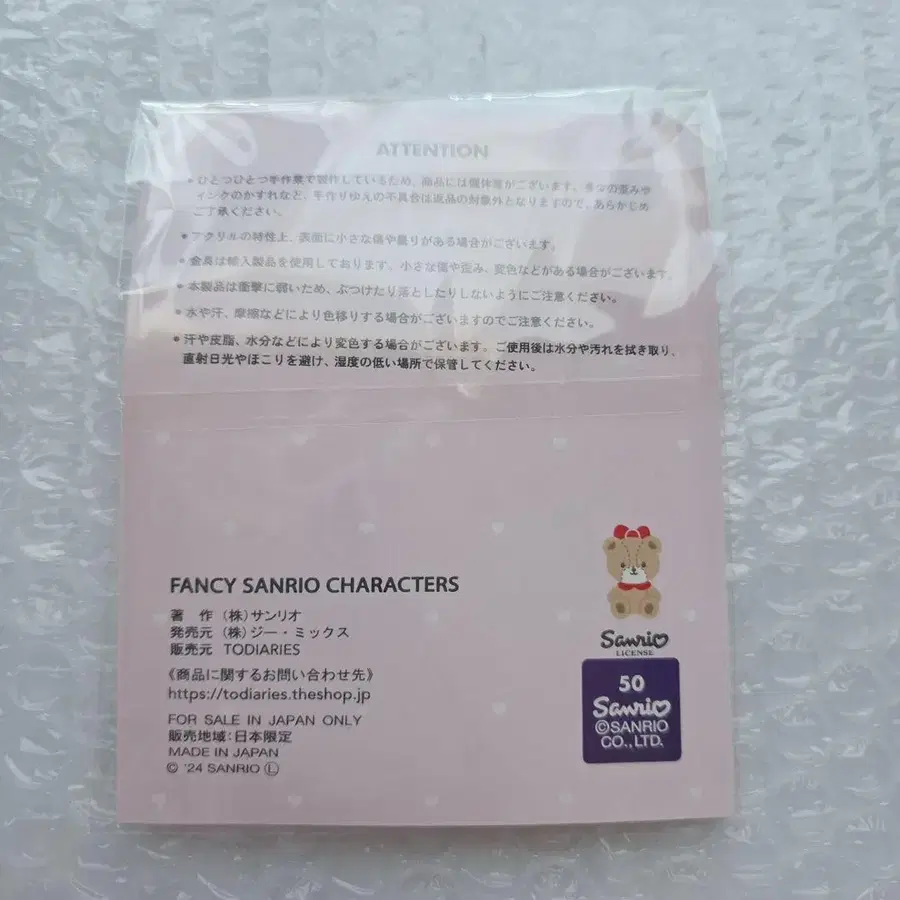 ATTENTION
● ひとつひとつ手作業で製作しているため、商品には個体差がございます。多少の歪みや
インクのかすれなど、手作りゆえの不具合は返品の対象外となりますので、あらかじめ
ご了承ください。
● アクリルの特性上、表面に小さな傷や曇りがある場合がございます。
● 金具は輸入製品を使用しております。小さな傷や歪み、変色などがある場合がございます。
● 本製品は衝撃に弱いため、ぶつけたり落としたりしないようにご注意ください。
● 水や汗、摩擦などにより色移りする場合がございますのでご注意ください。
● 汗や皮脂、水分などにより変色する場合がございます。ご使用後は水分や汚れを拭き取り、
直射日光やほこりを避け、湿度の低い場所で保管してください。
FANCY SANRIO CHARACTERS
著 作 (株)サンリオ
発売元 (株)ジー・ミックス
販売元 TODIARIES
《商品に関するお問い合わせ先》
https://todiaries.theshop.jp
FOR SALE IN JAPAN ONLY
販売地域:日本限定
MADE IN JAPAN
© '24 SANRIO Ⓛ
Sanrio
LICENSE
50
Sanrio
©SANRIO
CO., LTD.